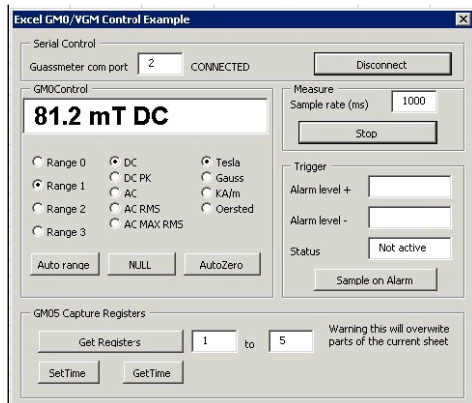 Excel GM0/VGM Control Example
Serial Control
Guassmeter com port 2 CONNECTED
Disconnect
GM0Control
81.2 mT DC
Range 0
Range 1
Range 2
Range 3
DC
DC PK
AC
AC RMS
AC MAX RMS
Tesla
Gauss
KA/m
Oersted
Auto range
NULL
AutoZero
Measure
Sample rate (ms) 1000
Stop
Trigger
Alarm level +
Alarm level -
Status Not active
Sample on Alarm
GM05 Capture Registers
Get Registers 1 to 5
Warning this will overwite
parts of the current sheet
SetTime
GetTime